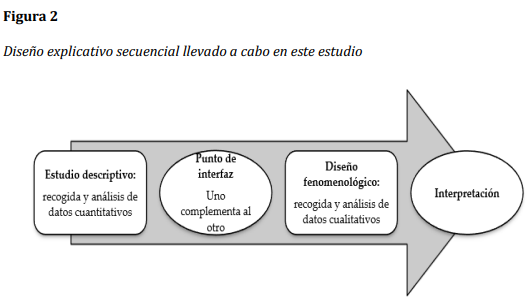 Figura 2
Diseño explicativo secuencial llevado a cabo en este estudio
Estudio descriptivo:
recogida y análisis de
datos cuantitativos
Punto de
interfaz
Uno
complementa al
otro
Diseño
fenomenológico:
recogida y análisis de
datos cualitativos
Interpretación